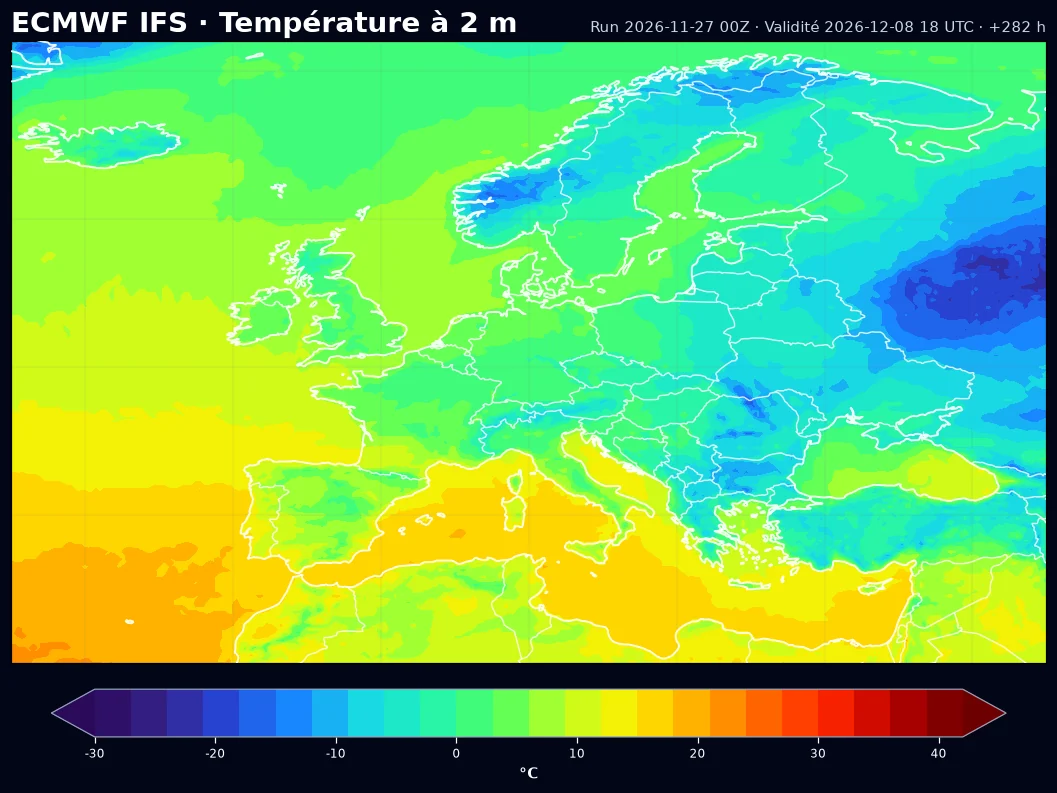 ECMWF IFS · Température à 2 m
Run 2026-11-27 00Z · Validité 2026-12-08 18 UTC · +282 h
-30 -20 -10 0 10 20 30 40
°C